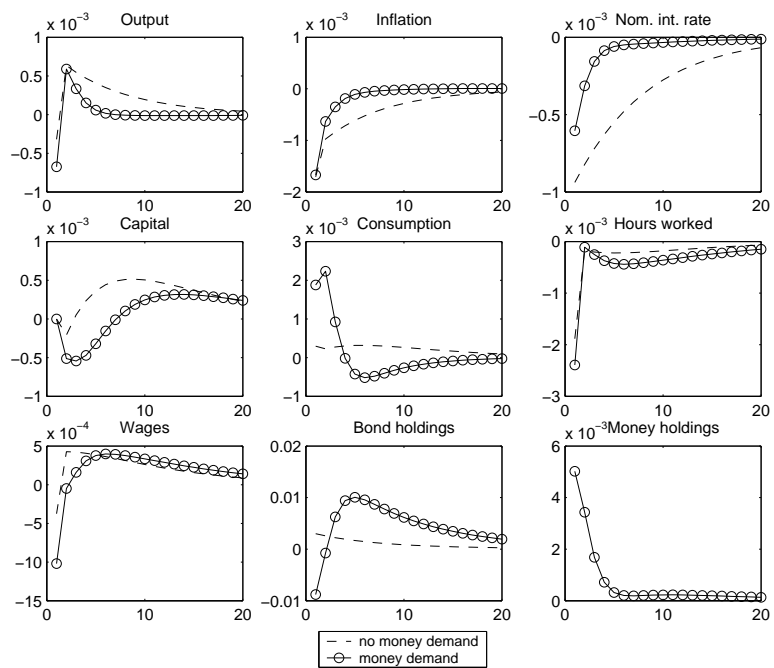 x 10⁻³ Output
1
0.5
0
−0.5
−1
0 10 20
x 10⁻³ Inflation
1
0
−1
−2
0 10 20
x 10⁻³ Nom. int. rate
0
−0.5
−1
0 10 20
x 10⁻³ Capital
1
0.5
0
−0.5
−1
0 10 20
x 10⁻³ Consumption
3
2
1
0
−1
0 10 20
x 10⁻³ Hours worked
0
−1
−2
−3
0 10 20
x 10⁻⁴ Wages
5
0
−5
−10
−15
0 10 20
Bond holdings
0.02
0.01
0
−0.01
0 10 20
x 10⁻³ Money holdings
6
4
2
0
0 10 20
no money demand
money demand